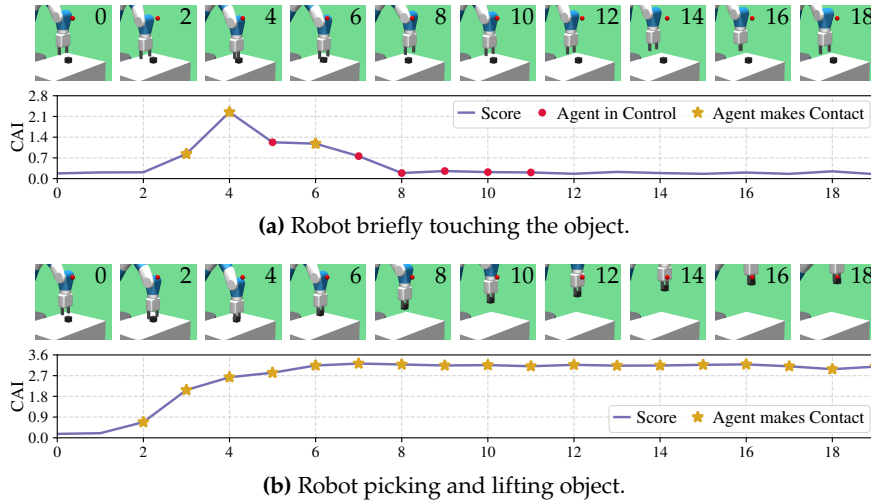 0 2 4 6 8 10 12 14 16 18
2.8
2.1
1.4
0.7
0.0
CAI
Score Agent in Control Agent makes Contact
0 2 4 6 8 10 12 14 16 18
(a) Robot briefly touching the object.
0 2 4 6 8 10 12 14 16 18
3.6
2.7
1.8
0.9
0.0
CAI
Score Agent makes Contact
0 2 4 6 8 10 12 14 16 18
(b) Robot picking and lifting object.